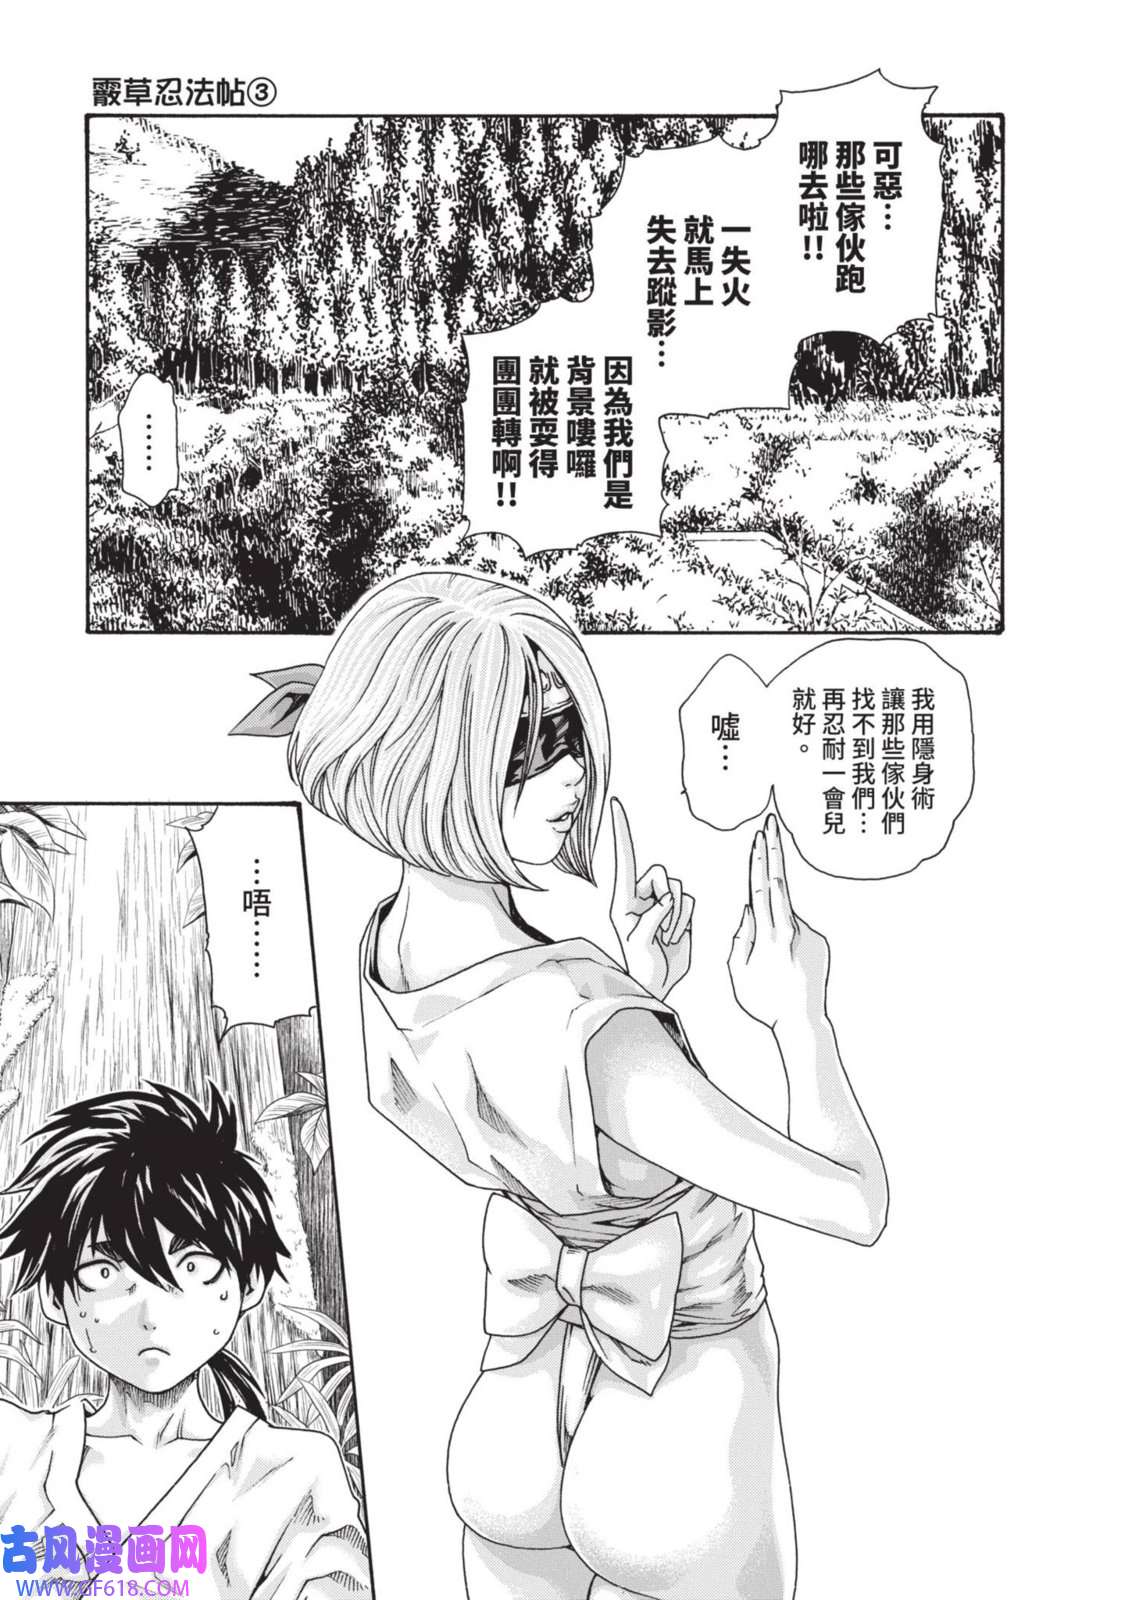 霞草忍法帖③
可惡…
那些傢伙跑
哪去啦!!
一失火
就馬上
失去蹤影…
因為我們是
背景嘍囉
就被耍得
團團轉啊!!
……
我用隱身術
讓那些傢伙們
找不到我們…
再忍耐一會兒
就好。
噓…
…唔……
古风漫画网
WWW.GF618.COM